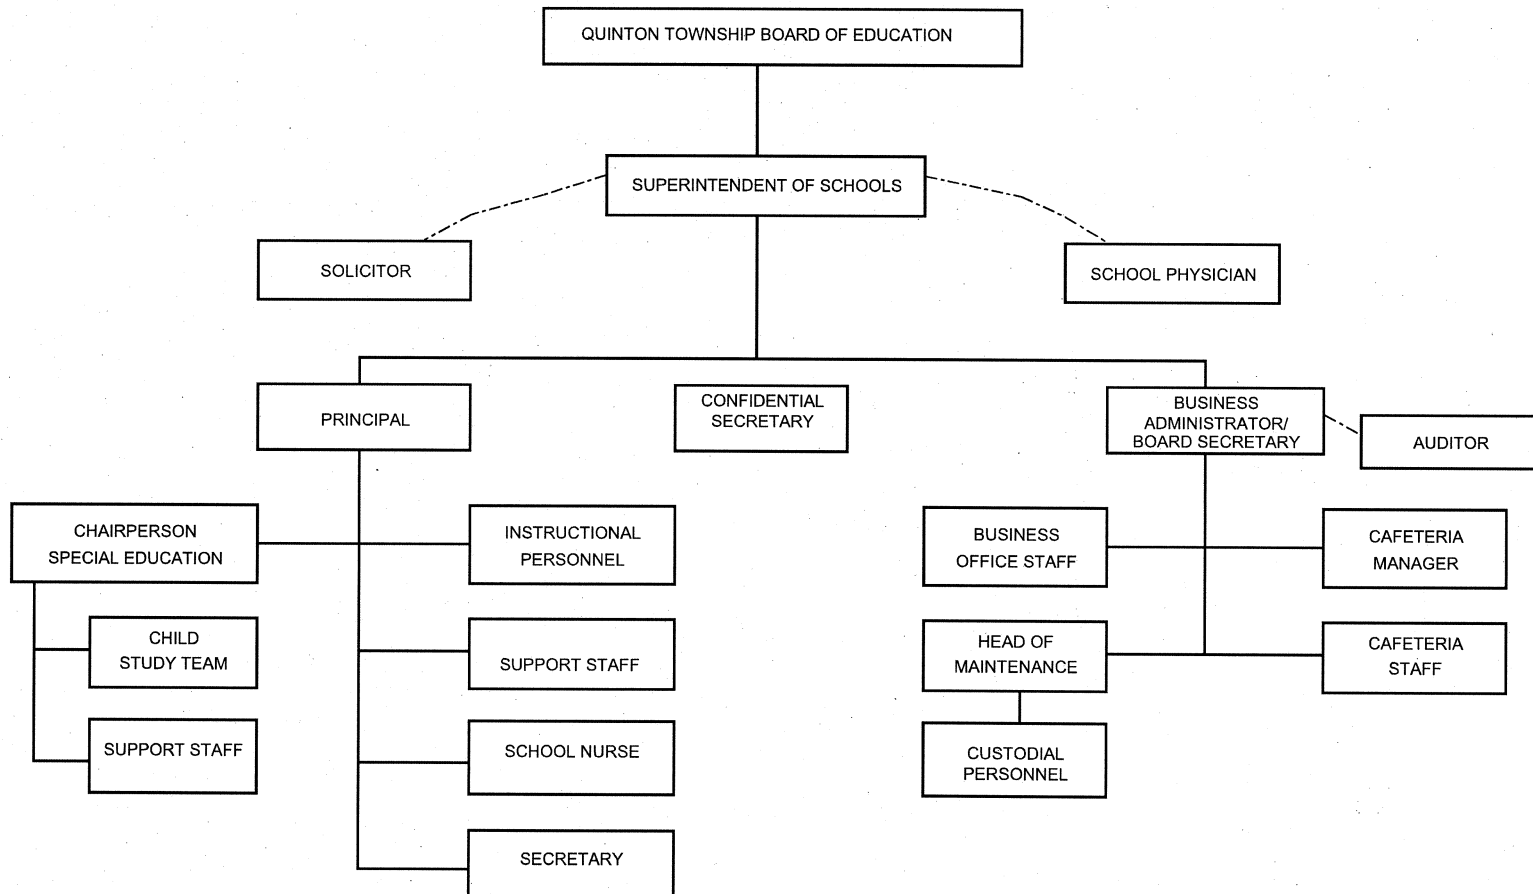 QUINTON TOWNSHIP BOARD OF EDUCATION
SUPERINTENDENT OF SCHOOLS
SOLICITOR
SCHOOL PHYSICIAN
PRINCIPAL
CONFIDENTIAL
SECRETARY
BUSINESS
ADMINISTRATOR/
BOARD SECRETARY
AUDITOR
CHAIRPERSON
SPECIAL EDUCATION
INSTRUCTIONAL
PERSONNEL
BUSINESS
OFFICE STAFF
CAFETERIA
MANAGER
CHILD
STUDY TEAM
SUPPORT STAFF
HEAD OF
MAINTENANCE
CAFETERIA
STAFF
SUPPORT STAFF
SCHOOL NURSE
CUSTODIAL
PERSONNEL
SECRETARY